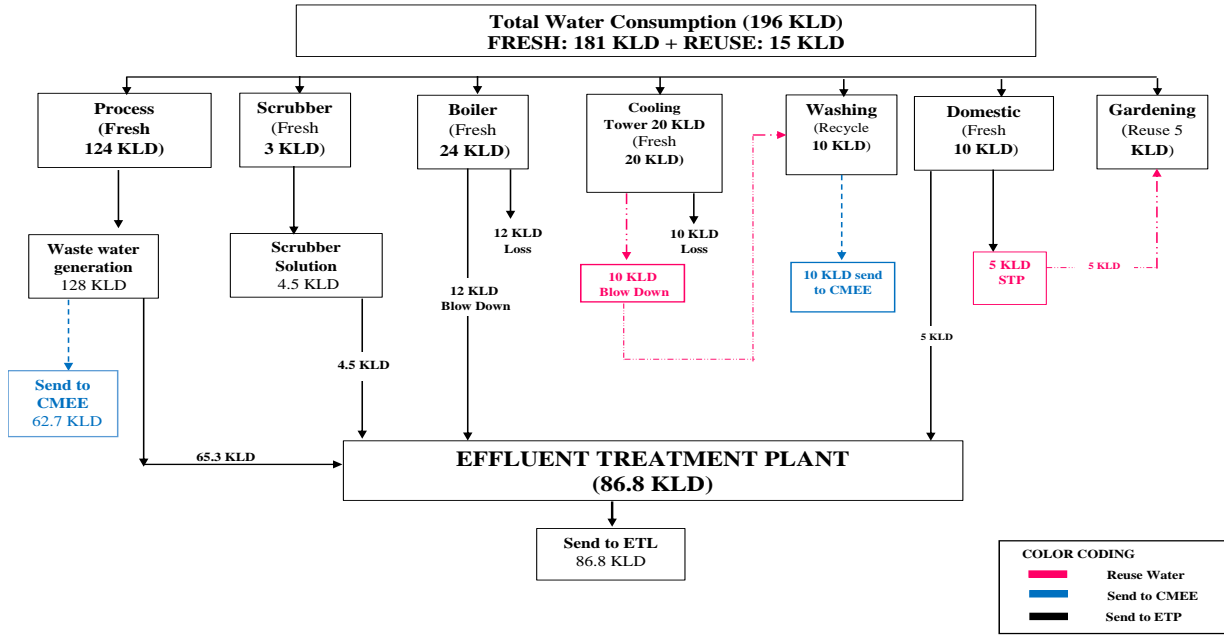 Total Water Consumption (196 KLD)
FRESH: 181 KLD + REUSE: 15 KLD
Process
(Fresh
124 KLD)
Scrubber
(Fresh
3 KLD)
Boiler
(Fresh
24 KLD)
Cooling
Tower 20 KLD
(Fresh
20 KLD)
Washing
(Recycle
10 KLD)
Domestic
(Fresh
10 KLD)
Gardening
(Reuse 5
KLD)
Waste water
generation
128 KLD
Scrubber
Solution
4.5 KLD
12 KLD
Loss
10 KLD
Loss
12 KLD
Blow Down
10 KLD
Blow Down
10 KLD send
to CMEE
5 KLD
STP
5 KLD
5 KLD
4.5 KLD
Send to
CMEE
62.7 KLD
65.3 KLD
EFFLUENT TREATMENT PLANT
(86.8 KLD)
Send to ETL
86.8 KLD
COLOR CODING
Reuse Water
Send to CMEE
Send to ETP